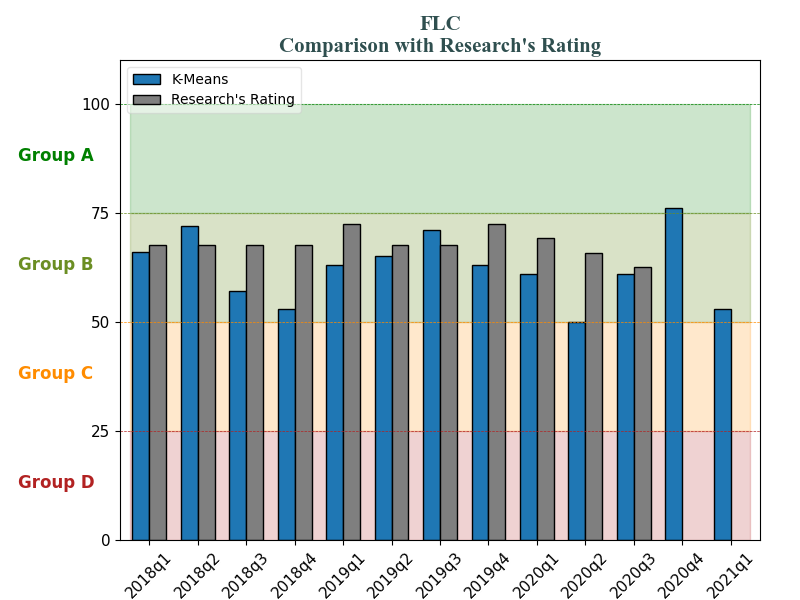 FLC
Comparison with Research's Rating
K-Means
Research's Rating
100
Group A
75
Group B
50
Group C
25
Group D
0
2018q1
2018q2
2018q3
2018q4
2019q1
2019q2
2019q3
2019q4
2020q1
2020q2
2020q3
2020q4
2021q1